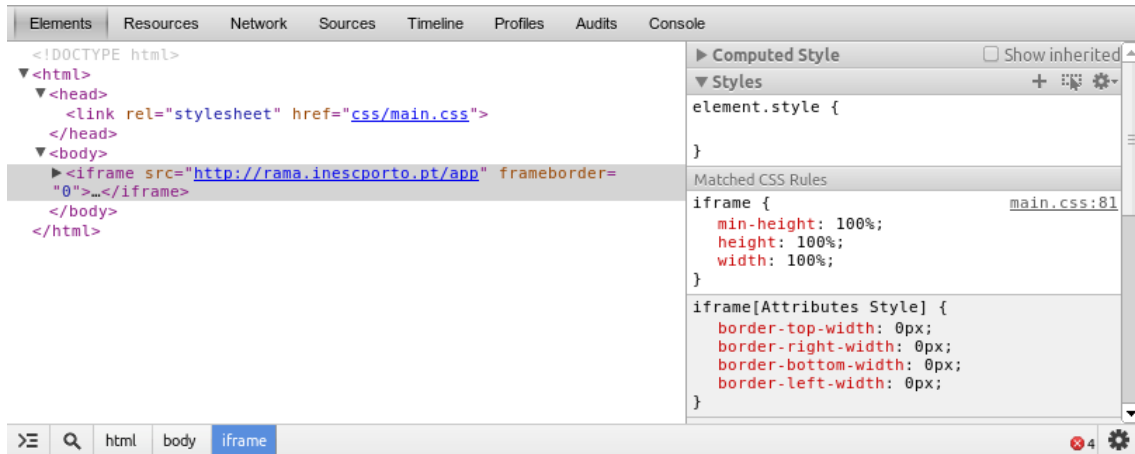 Elements Resources Network Sources Timeline Profiles Audits Console
<!DOCTYPE html>
▼<html>
▼<head>
<link rel="stylesheet" href="css/main.css">
</head>
▼<body>
▶<iframe src="http://rama.inescporto.pt/app" frameborder=
"0">…</iframe>
</body>
</html>
▶ Computed Style Show inherited
▼ Styles
element.style {
}
Matched CSS Rules
iframe { main.css:81
min-height: 100%;
height: 100%;
width: 100%;
}
iframe[Attributes Style] {
border-top-width: 0px;
border-right-width: 0px;
border-bottom-width: 0px;
border-left-width: 0px;
}
html body iframe 4